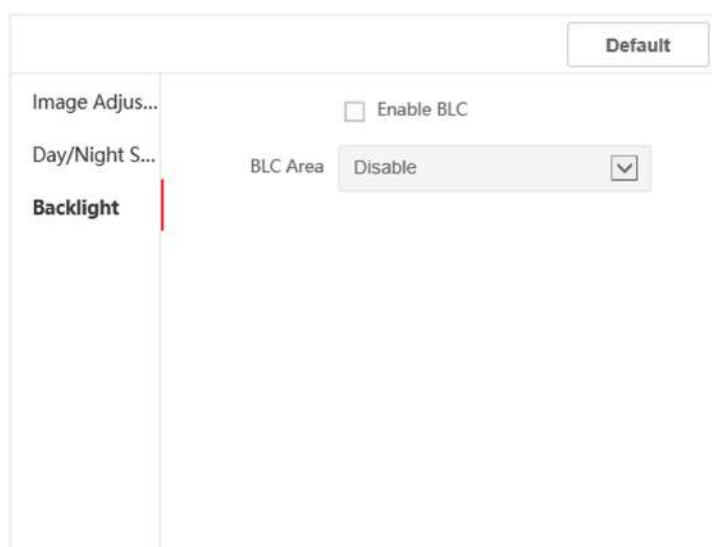 Default
Image Adjus...
Enable BLC
Day/Night S...
BLC Area Disable
Backlight